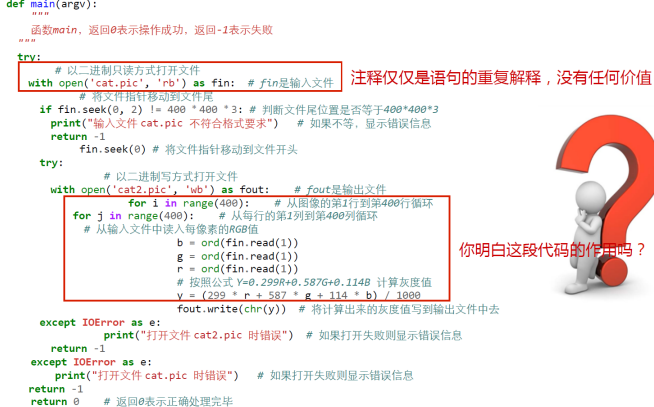 def main(argv):
"""
函数main，返回0表示操作成功，返回-1表示失败
"""
try:
# 以二进制只读方式打开文件
with open('cat.pic', 'rb') as fin: # fin是输入文件
注释仅仅是语句的重复解释，没有任何价值
# 将文件指针移动到文件尾
if fin.seek(0, 2) != 400 * 400 * 3: # 判断文件尾位置是否等于400*400*3
print("输入文件 cat.pic 不符合格式要求") # 如果不等，显示错误信息
return -1
fin.seek(0) # 将文件指针移动到文件开头
try:
# 以二进制写方式打开文件
with open('cat2.pic', 'wb') as fout: # fout是输出文件
for i in range(400): # 从图像的第1行到第400行循环
for j in range(400): # 从每行的第1列到第400列循环
# 从输入文件中读入每像素的RGB值
b = ord(fin.read(1))
你明白这段代码的作用吗？
g = ord(fin.read(1))
r = ord(fin.read(1))
# 按照公式 Y=0.299R+0.587G+0.114B 计算灰度值
y = (299 * r + 587 * g + 114 * b) / 1000
fout.write(chr(y)) # 将计算出来的灰度值写到输出文件中去
except IOError as e:
print("打开文件 cat2.pic 时错误") # 如果打开失败则显示错误信息
return -1
except IOError as e:
print("打开文件 cat.pic 时错误") # 如果打开失败则显示错误信息
return -1
return 0 # 返回0表示正确处理完毕